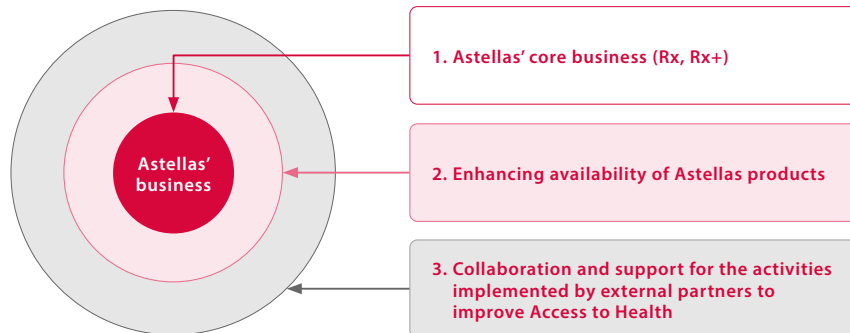 Astellas’
business
1. Astellas’ core business (Rx, Rx+)
2. Enhancing availability of Astellas products
3. Collaboration and support for the activities
implemented by external partners to
improve Access to Health